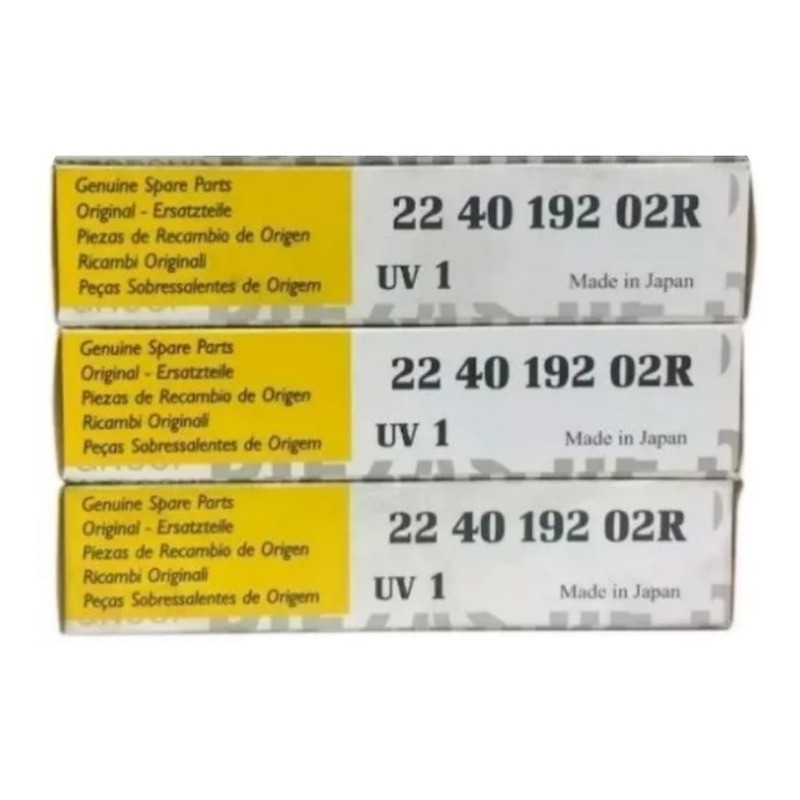 Genuine Spare Parts
Original - Ersatzteile
Piezas de Recambio de Origen
Ricambi Originali
Peças Sobressalentes de Origem
22 40 192 02R
UV 1 Made in Japan
Genuine Spare Parts
Original - Ersatzteile
Piezas de Recambio de Origen
Ricambi Originali
Peças Sobressalentes de Origem
22 40 192 02R
UV 1 Made in Japan
Genuine Spare Parts
Original - Ersatzteile
Piezas de Recambio de Origen
Ricambi Originali
Peças Sobressalentes de Origem
22 40 192 02R
UV 1 Made in Japan